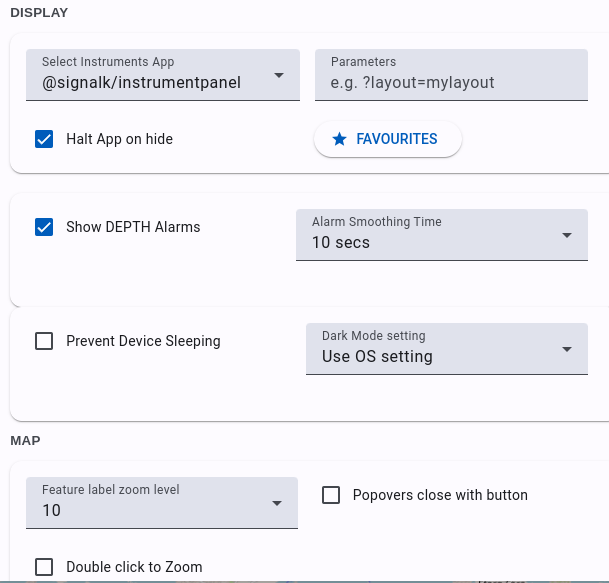 DISPLAY
Select Instruments App
@signalk/instrumentpanel
Parameters
e.g. ?layout=mylayout
Halt App on hide
FAVOURITES
Show DEPTH Alarms
Alarm Smoothing Time
10 secs
Prevent Device Sleeping
Dark Mode setting
Use OS setting
MAP
Feature label zoom level
10
Popovers close with button
Double click to Zoom